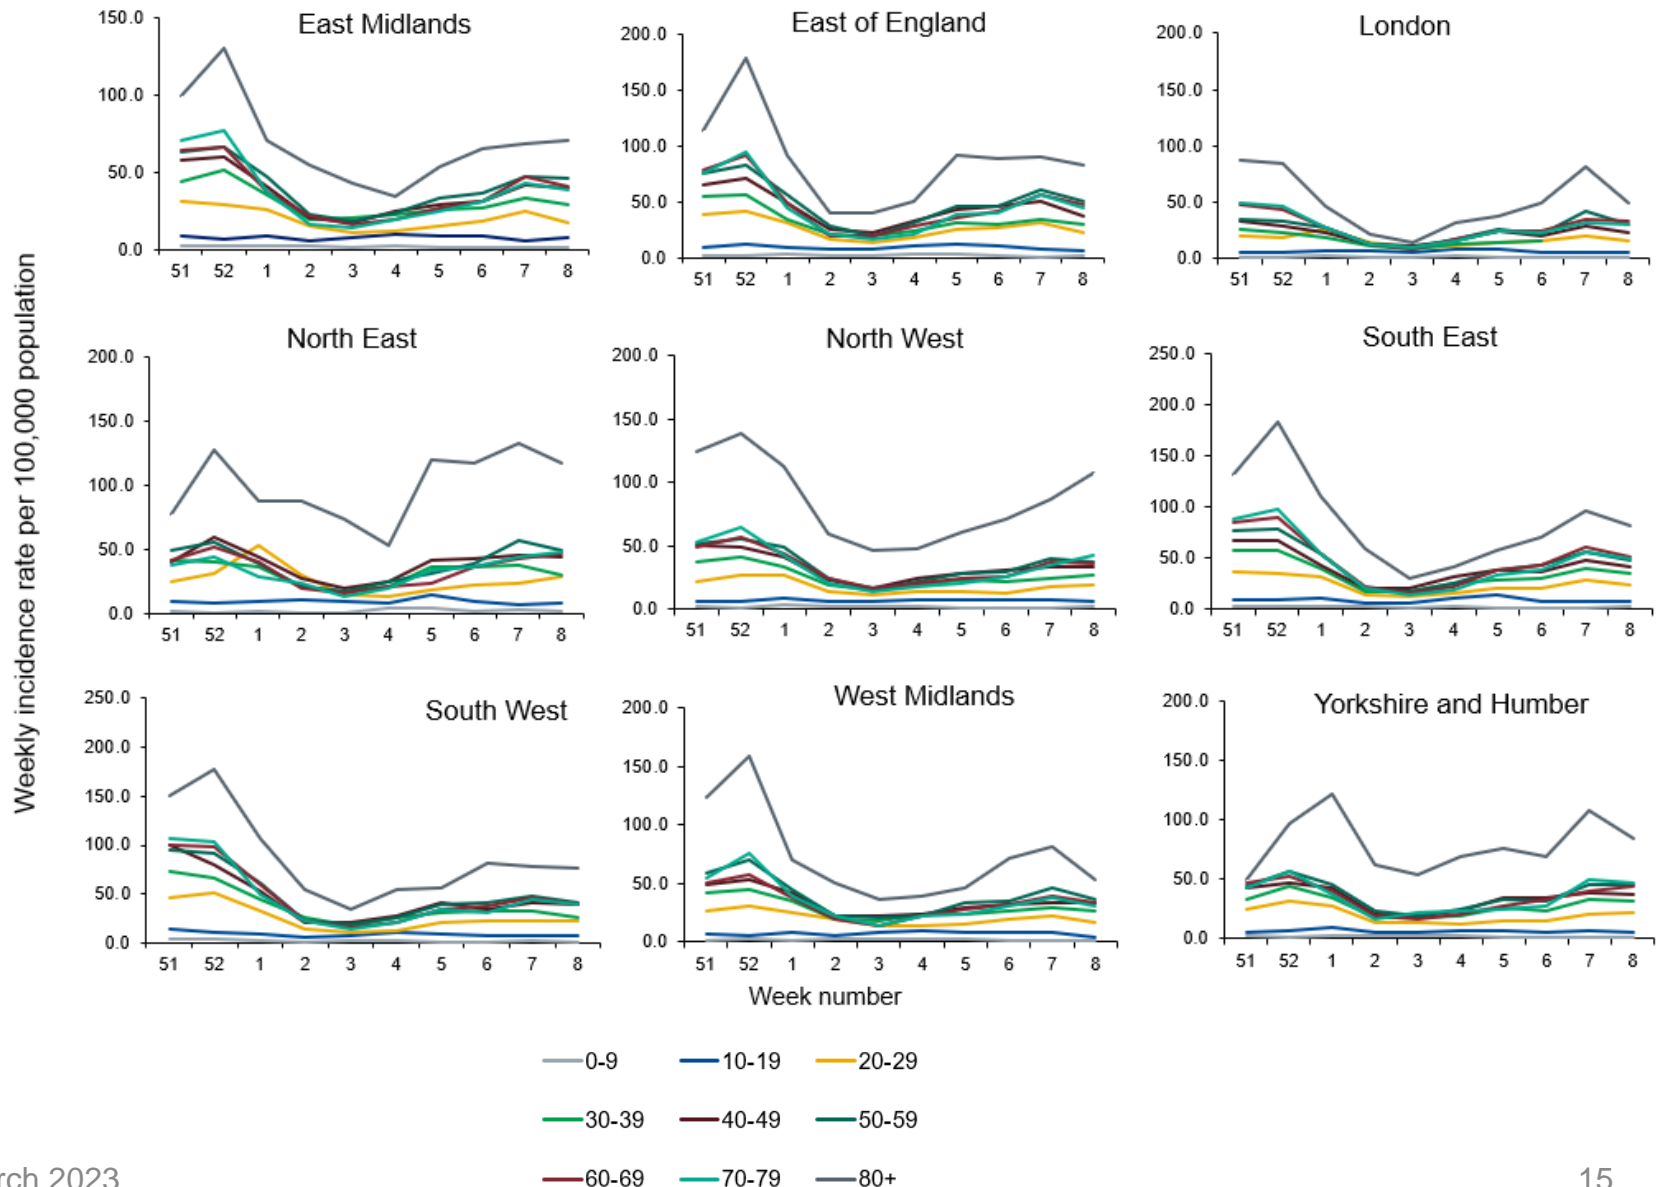 Weekly incidence rate per 100,000 population
East Midlands
150.0
100.0
50.0
0.0
51 52 1 2 3 4 5 6 7 8
East of England
200.0
150.0
100.0
50.0
0.0
51 52 1 2 3 4 5 6 7 8
London
200.0
150.0
100.0
50.0
0.0
51 52 1 2 3 4 5 6 7 8
North East
200.0
150.0
100.0
50.0
0.0
51 52 1 2 3 4 5 6 7 8
North West
200.0
150.0
100.0
50.0
0.0
51 52 1 2 3 4 5 6 7 8
South East
250.0
200.0
150.0
100.0
50.0
0.0
51 52 1 2 3 4 5 6 7 8
South West
250.0
200.0
150.0
100.0
50.0
0.0
51 52 1 2 3 4 5 6 7 8
West Midlands
200.0
150.0
100.0
50.0
0.0
51 52 1 2 3 4 5 6 7 8
Yorkshire and Humber
200.0
150.0
100.0
50.0
0.0
51 52 1 2 3 4 5 6 7 8
Week number
0-9 10-19 20-29
30-39 40-49 50-59
60-69 70-79 80+
rch 2023
15